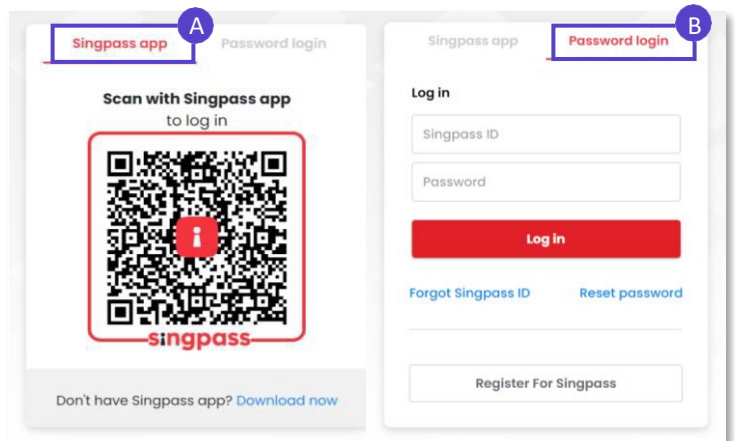 A
Singpass app
Password login
Scan with Singpass app
to log in
singpass
Don't have Singpass app? Download now
B
Singpass app
Password login
Log in
Singpass ID
Password
Log in
Forgot Singpass ID
Reset password
Register For Singpass